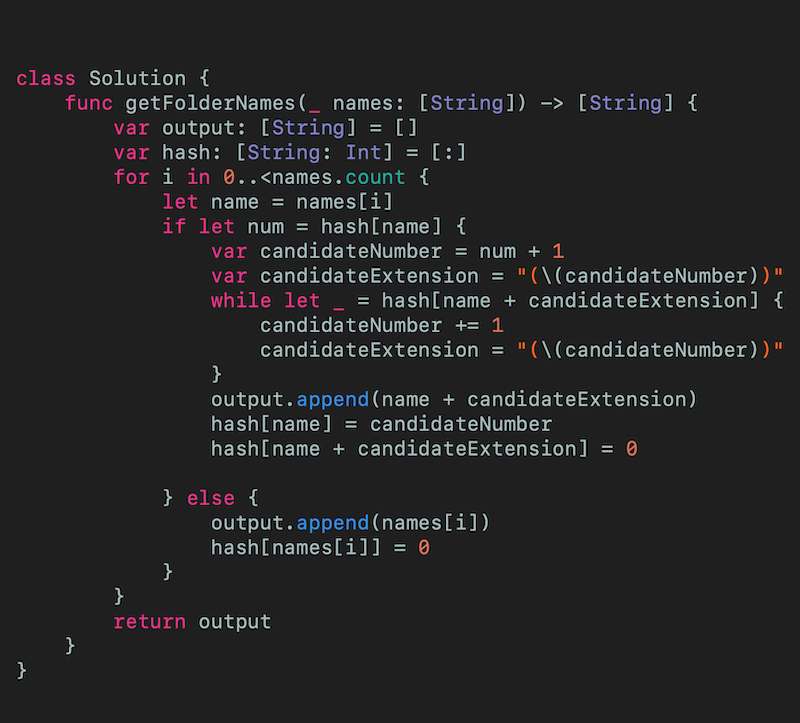 class Solution {
    func getFolderNames(_ names: [String]) -> [String] {
        var output: [String] = []
        var hash: [String: Int] = [:]
        for i in 0..<names.count {
            let name = names[i]
            if let num = hash[name] {
                var candidateNumber = num + 1
                var candidateExtension = "(\(candidateNumber))"
                while let _ = hash[name + candidateExtension] {
                    candidateNumber += 1
                    candidateExtension = "(\(candidateNumber))"
                }
                output.append(name + candidateExtension)
                hash[name] = candidateNumber
                hash[name + candidateExtension] = 0

            } else {
                output.append(names[i])
                hash[names[i]] = 0
            }
        }
        return output
    }
}